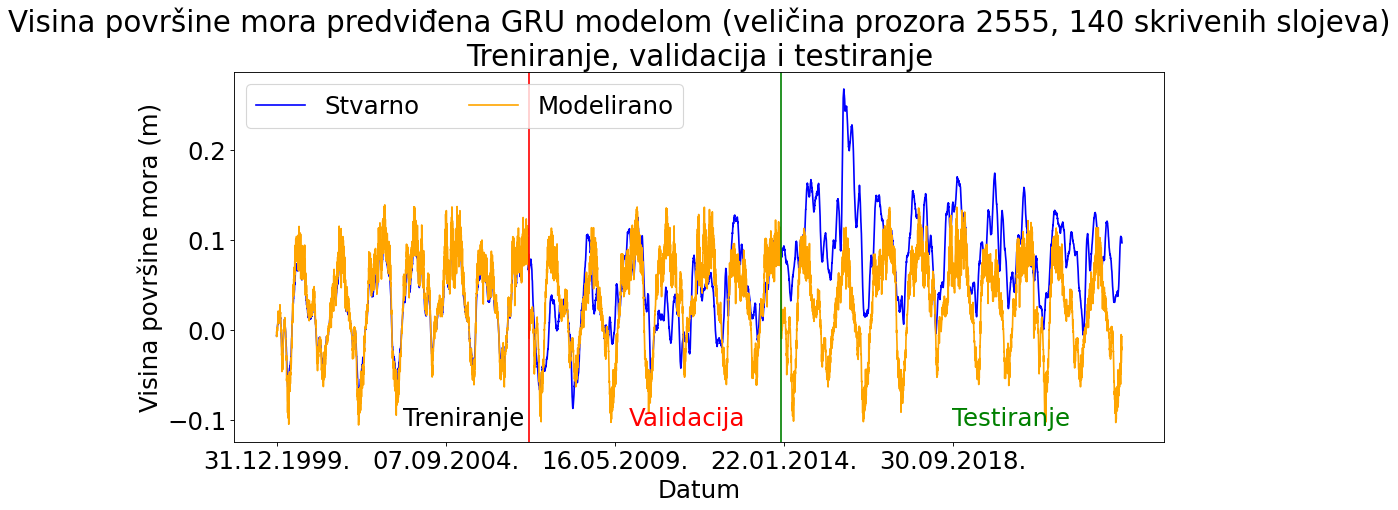 Visina površine mora predviđena GRU modelom (veličina prozora 2555, 140 skrivenih slojeva)
Treniranje, validacija i testiranje
Stvarno
Modelirano
Visina površine mora (m)
0.2
0.1
0.0
−0.1
Treniranje
Validacija
Testiranje
31.12.1999.
07.09.2004.
16.05.2009.
22.01.2014.
30.09.2018.
Datum